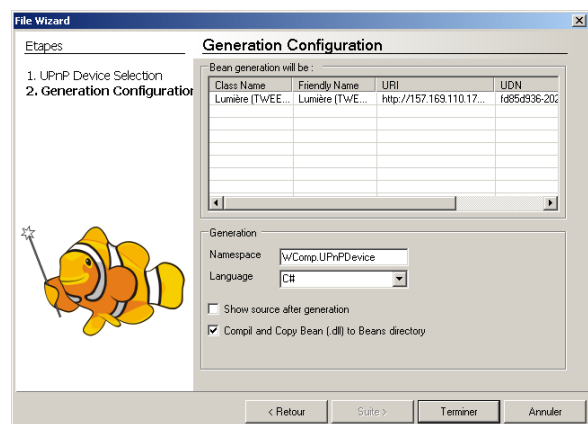 File Wizard
Etapes
1. UPnP Device Selection
2. Generation Configuration
Generation Configuration
Bean generation will be :
Class Name Friendly Name URI UDN
Lumière (TWEE... Lumière (TWE... http://157.169.110.17... fd85d936-202
Generation
Namespace WComp.UPnPDevice
Language C#
Show source after generation
Compil and Copy Bean (.dll) to Beans directory
< Retour Suite > Terminer Annuler